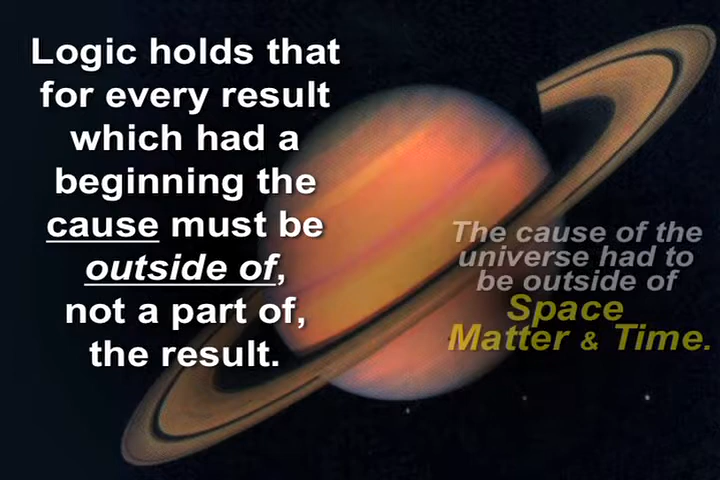 Logic holds that
for every result
which had a
beginning the
cause must be
outside of,
not a part of,
the result.
The cause of the
universe had to
be outside of
Space
Matter & Time.